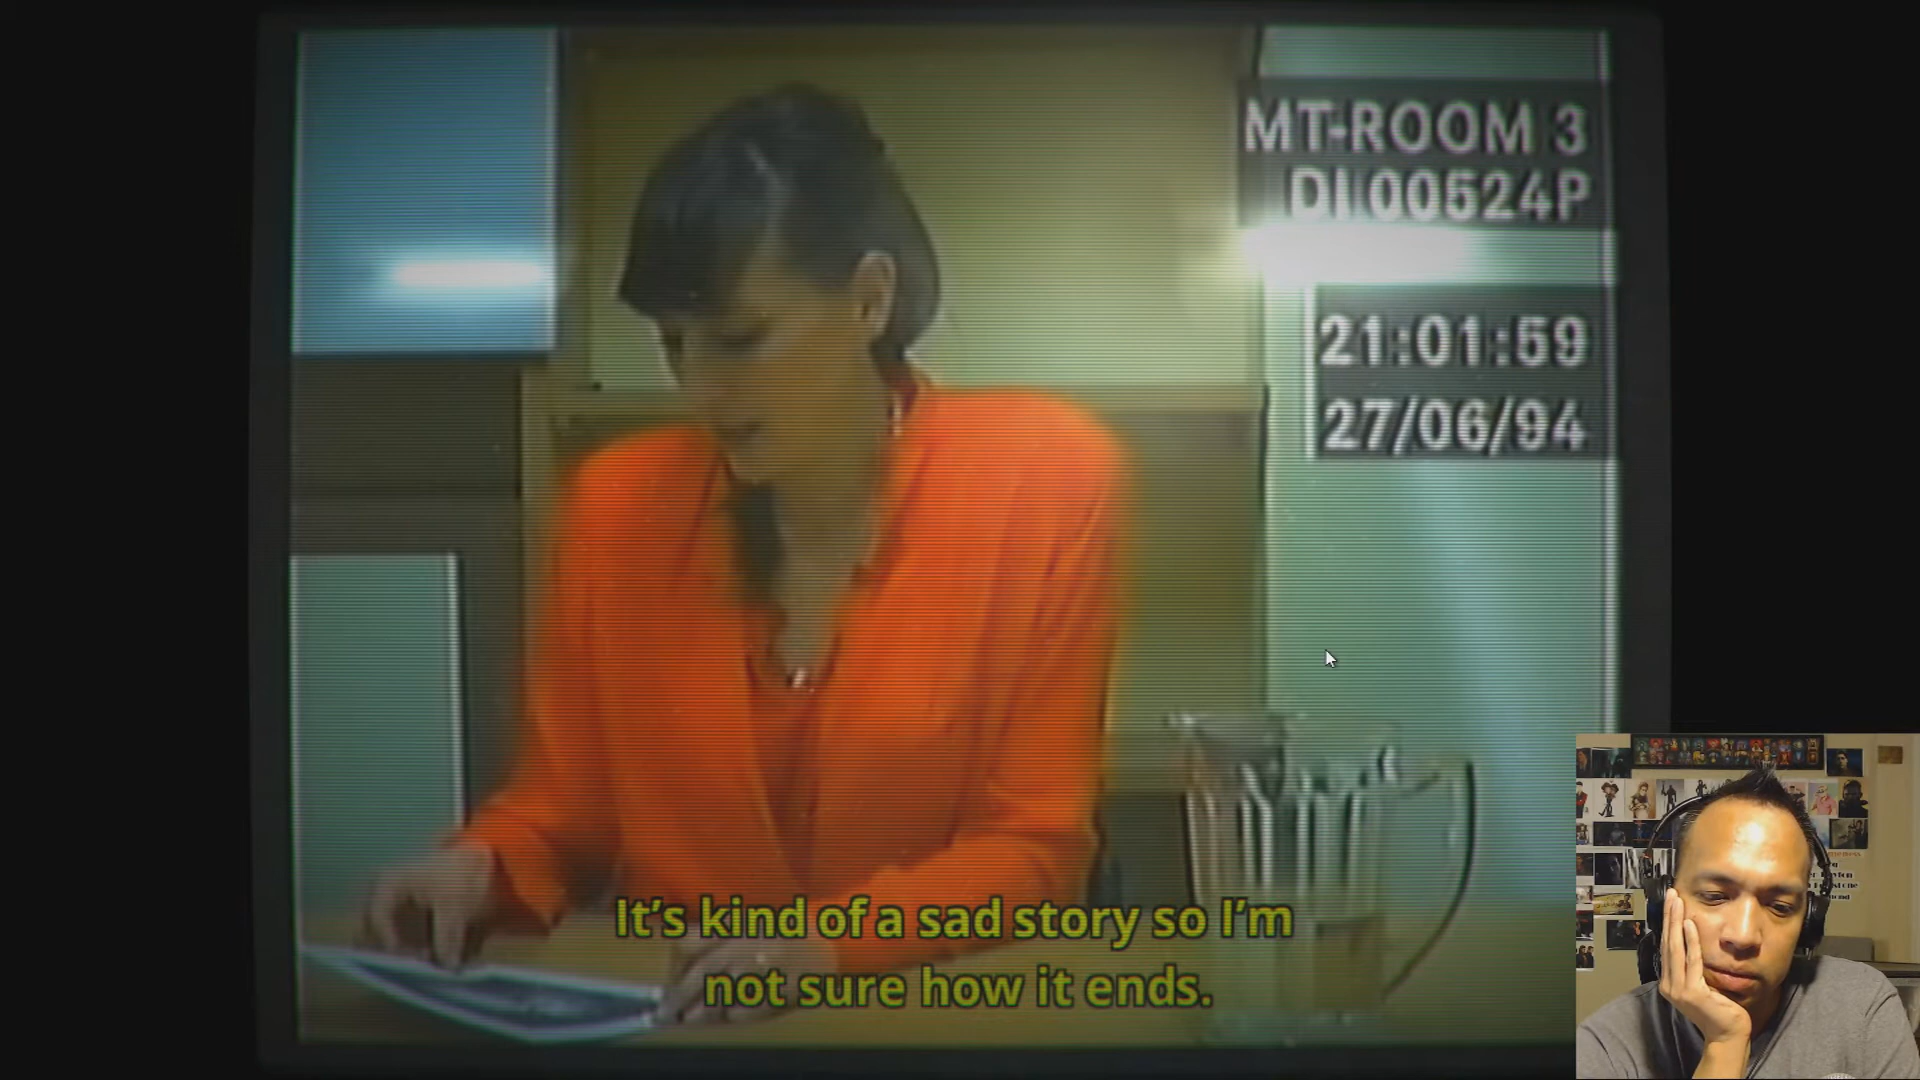 MT-ROOM 3
DI 00524P
21:01:59
27/06/94
It's kind of a sad story so I'm
not sure how it ends.